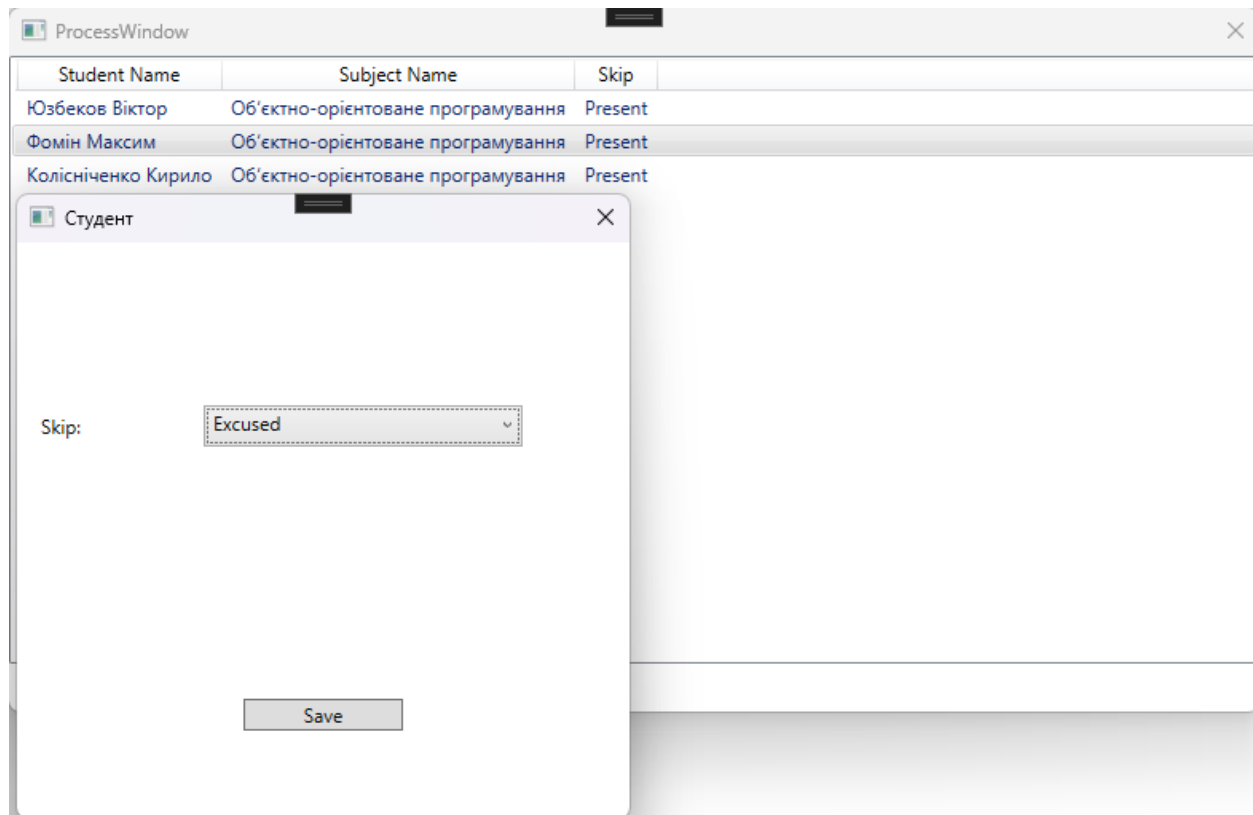 ProcessWindow
Student Name Subject Name Skip
Юзбеков Віктор Об'єктно-орієнтоване програмування Present
Фомін Максим Об'єктно-орієнтоване програмування Present
Колісніченко Кирило Об'єктно-орієнтоване програмування Present
Студент
Skip: Excused
Save